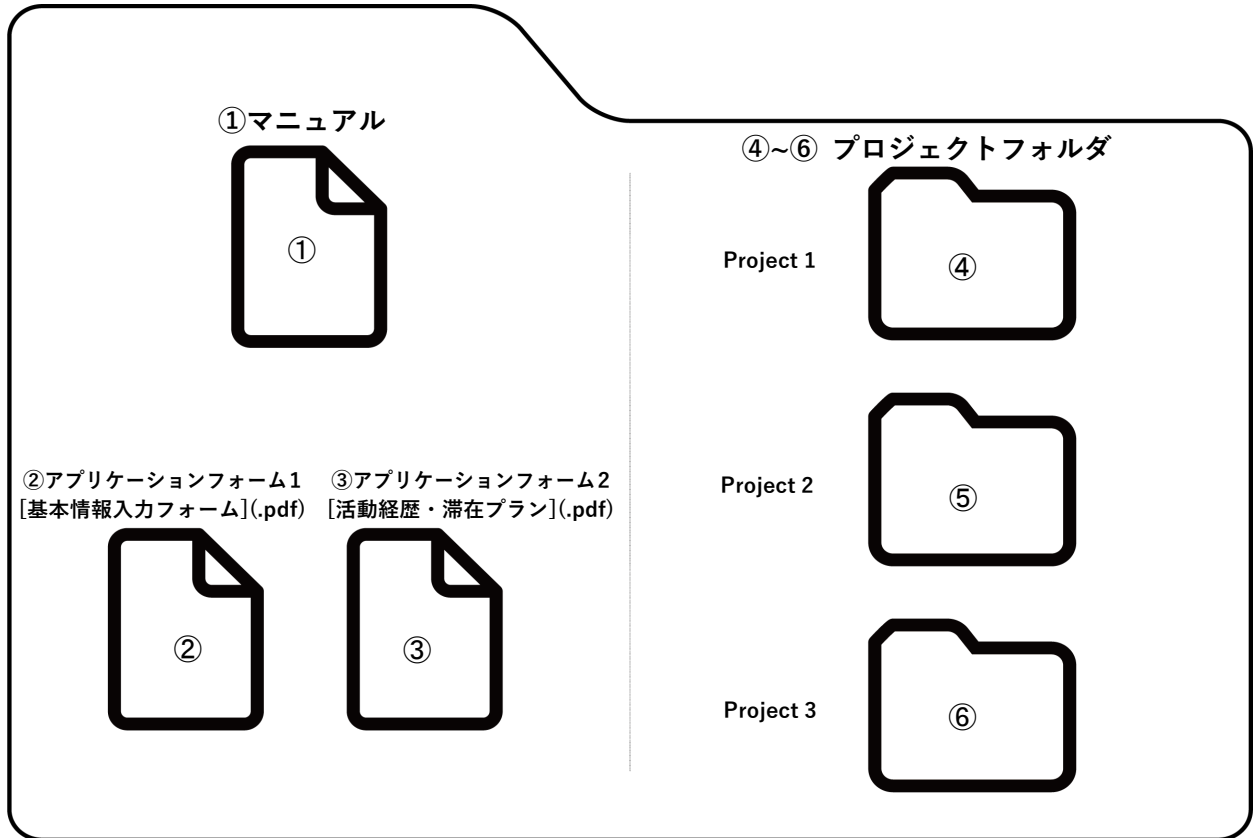 ①マニュアル
①
②アプリケーションフォーム1
[基本情報入力フォーム](.pdf)
②
③アプリケーションフォーム2
[活動経歴・滞在プラン](.pdf)
③
④~⑥ プロジェクトフォルダ
Project 1
④
Project 2
⑤
Project 3
⑥